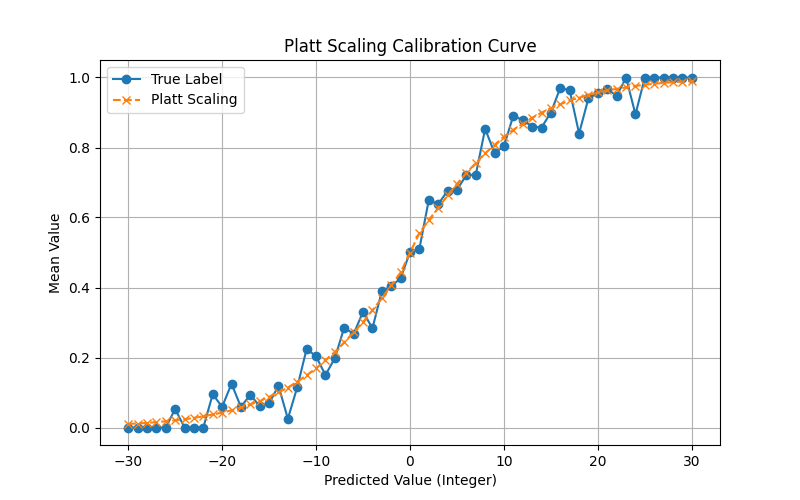 Platt Scaling Calibration Curve
True Label
Platt Scaling
Mean Value
1.0
0.8
0.6
0.4
0.2
0.0
−30 −20 −10 0 10 20 30
Predicted Value (Integer)